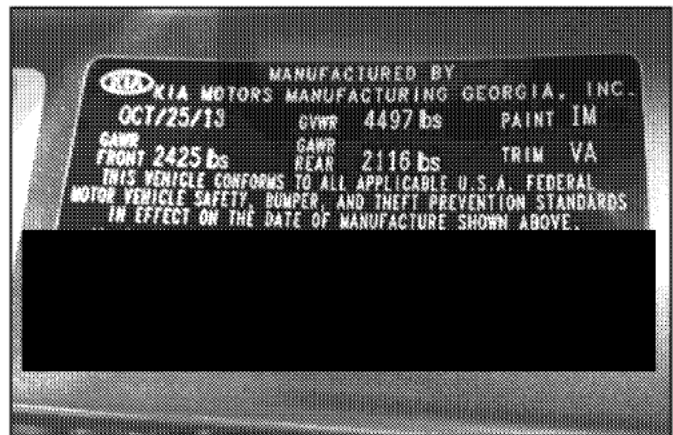 MANUFACTURED BY
KIA KIA MOTORS MANUFACTURING GEORGIA, INC.
OCT/25/13 GVWR 4497 lbs PAINT IM
GAWR FRONT 2425 lbs GAWR REAR 2116 lbs TRIM VA
THIS VEHICLE CONFORMS TO ALL APPLICABLE U.S.A. FEDERAL
MOTOR VEHICLE SAFETY, BUMPER, AND THEFT PREVENTION STANDARDS
IN EFFECT ON THE DATE OF MANUFACTURE SHOWN ABOVE.